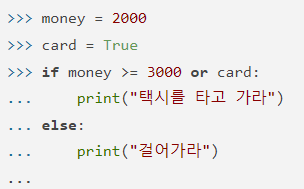 >>> money = 2000
>>> card = True
>>> if money >= 3000 or card:
...     print("택시를 타고 가라")
... else:
...     print("걸어가라")
...